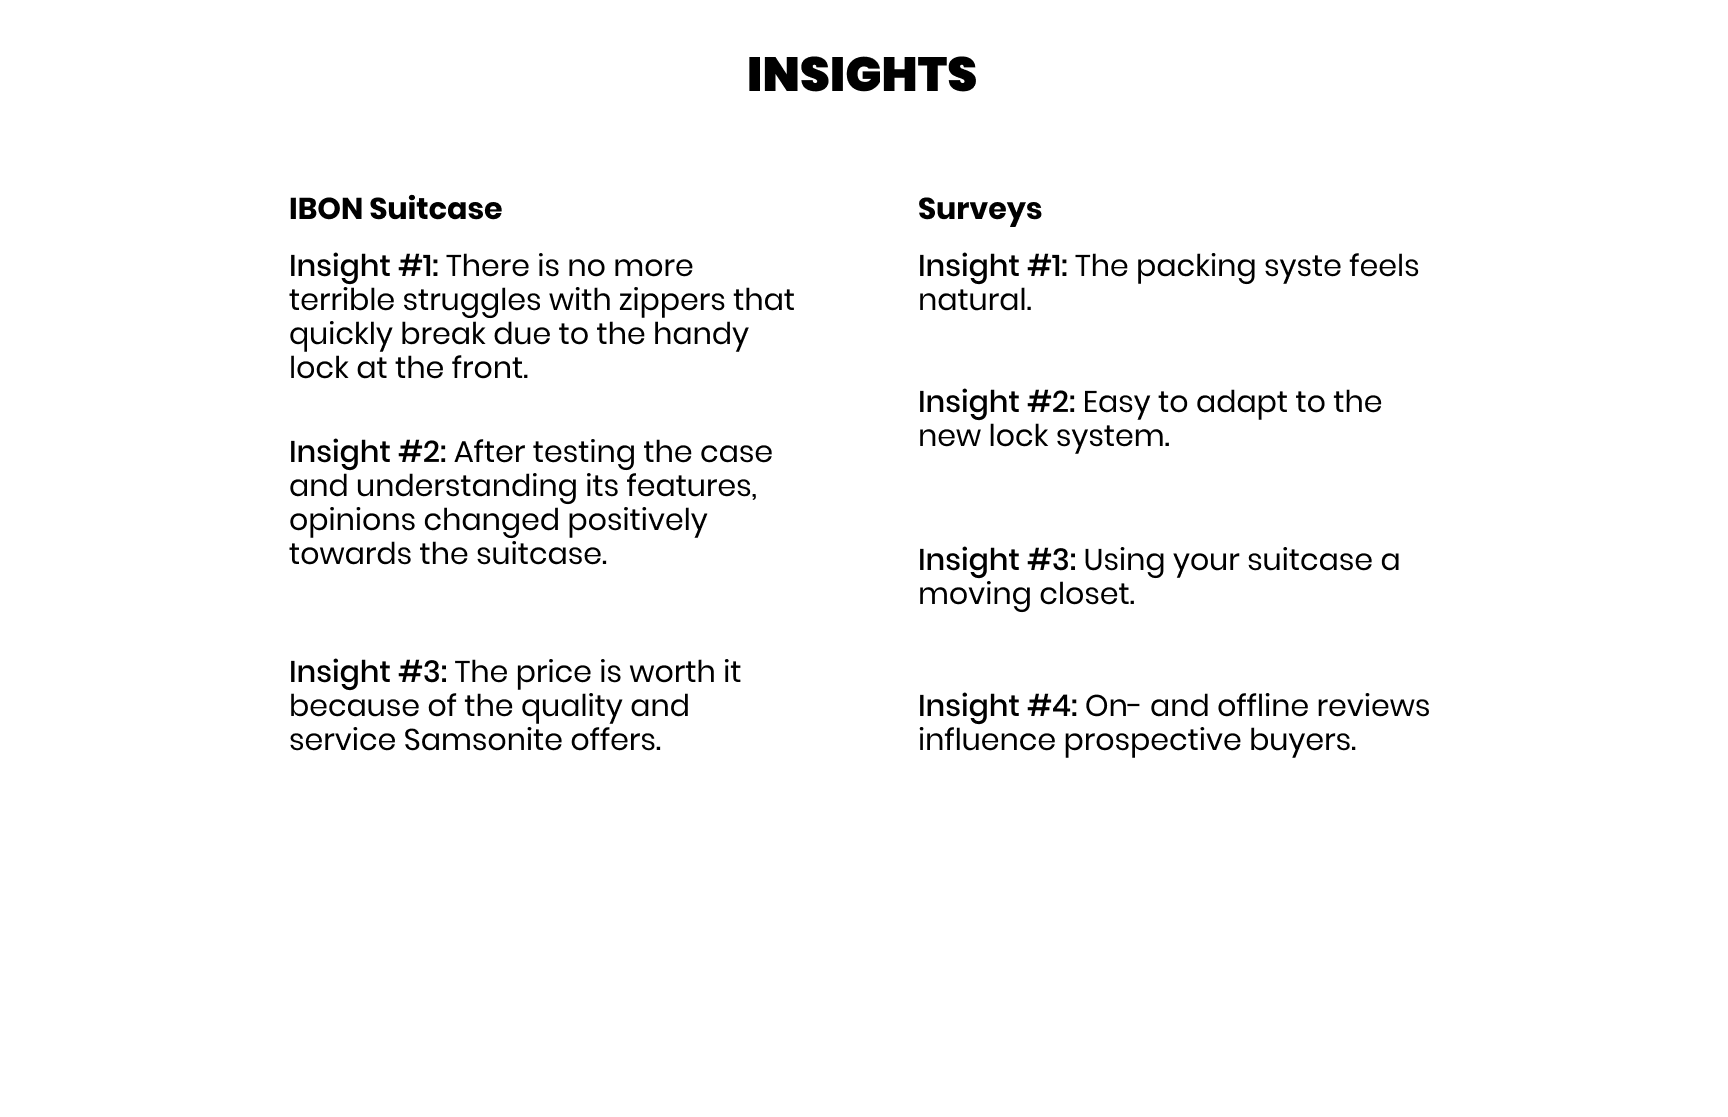 INSIGHTS
IBON Suitcase
Insight #1: There is no more
terrible struggles with zippers that
quickly break due to the handy
lock at the front.
Insight #2: After testing the case
and understanding its features,
opinions changed positively
towards the suitcase.
Insight #3: The price is worth it
because of the quality and
service Samsonite offers.
Surveys
Insight #1: The packing syste feels
natural.
Insight #2: Easy to adapt to the
new lock system.
Insight #3: Using your suitcase a
moving closet.
Insight #4: On- and offline reviews
influence prospective buyers.